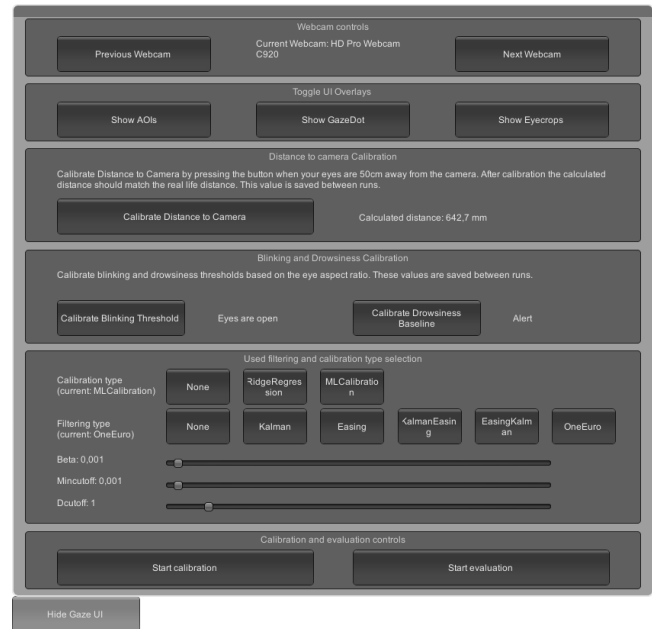 Webcam controls
Previous Webcam
Current Webcam: HD Pro Webcam
C920
Next Webcam
Toggle UI Overlays
Show AOIs
Show GazeDot
Show Eyecrops
Distance to camera Calibration
Calibrate Distance to Camera by pressing the button when your eyes are 50cm away from the camera. After calibration the calculated
distance should match the real life distance. This value is saved between runs.
Calibrate Distance to Camera
Calculated distance: 642,7 mm
Blinking and Drowsiness Calibration
Calibrate blinking and drowsiness thresholds based on the eye aspect ratio. These values are saved between runs.
Calibrate Blinking Threshold
Eyes are open
Calibrate Drowsiness
Baseline
Alert
Used filtering and calibration type selection
Calibration type
(current: MLCalibration)
None
RidgeRegres
sion
MLCalibratio
n
Filtering type
(current: OneEuro)
None
Kalman
Easing
KalmanEasin
g
EasingKalm
an
OneEuro
Beta: 0,001
Mincutoff: 0,001
Dcutoff: 1
Calibration and evaluation controls
Start calibration
Start evaluation
Hide Gaze UI